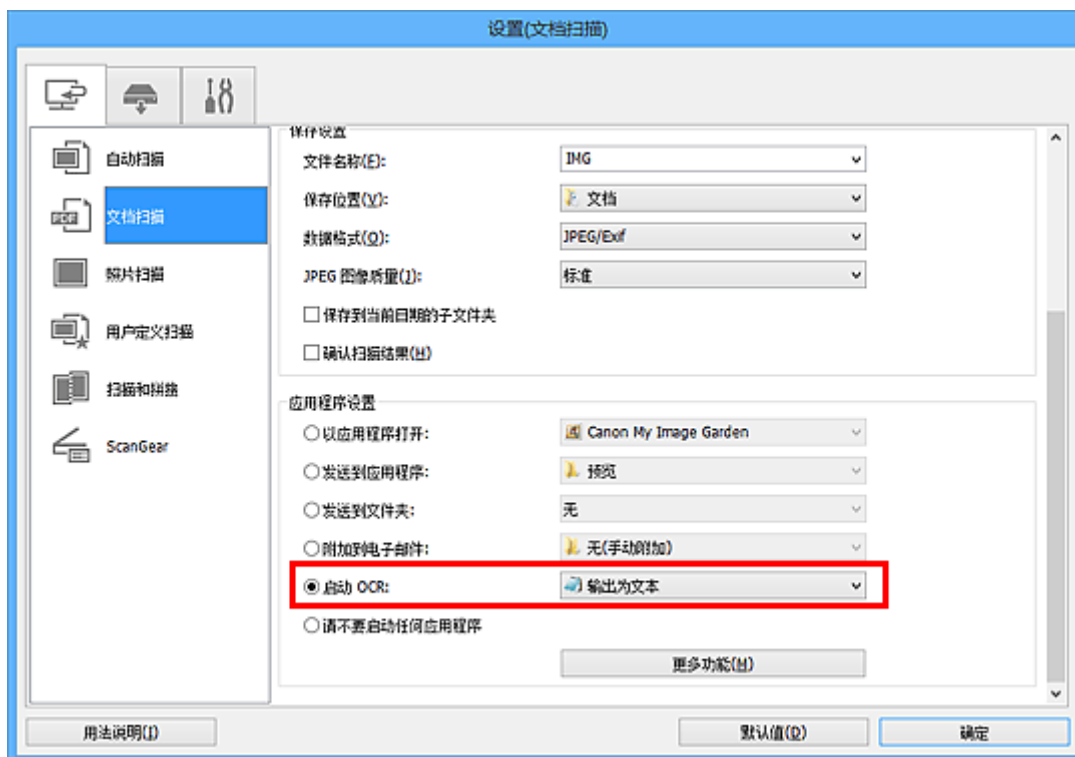 设置(文档扫描)
自动扫描
文档扫描
照片扫描
用户定义扫描
扫描和拼接
ScanGear
保存设置
文件名称(F): IMG
保存位置(V): 文档
数据格式(O): JPEG/Exif
JPEG 图像质量(J): 标准
保存到当前日期的子文件夹
确认扫描结果(H)
应用程序设置
以应用程序打开: Canon My Image Garden
发送到应用程序: 预览
发送到文件夹: 无
附加到电子邮件: 无(手动附加)
启动 OCR: 输出为文本
请不要启动任何应用程序
更多功能(M)
用法说明(I) 默认值(D) 确定